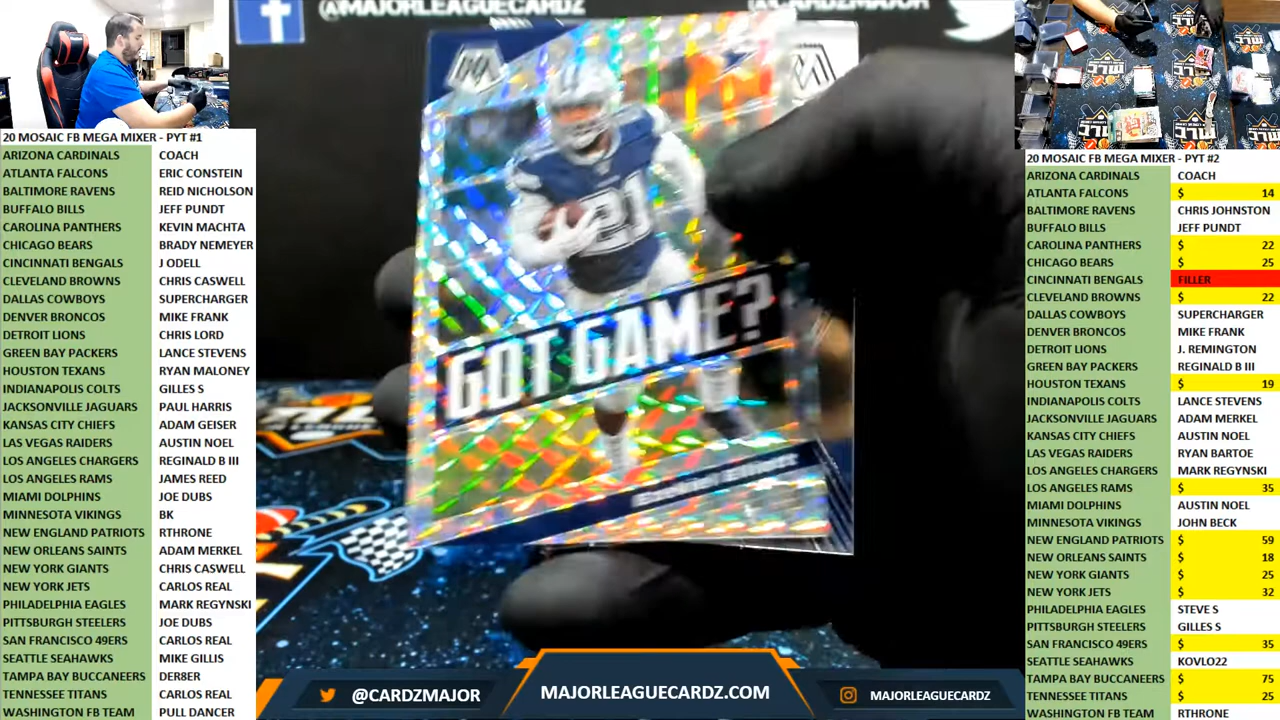 @MAJORLEAGUECARDZ
@CARDZMAJOR
20 MOSAIC FB MEGA MIXER - PYT #1
ARIZONA CARDINALS COACH
ATLANTA FALCONS ERIC CONSTEIN
BALTIMORE RAVENS REID NICHOLSON
BUFFALO BILLS JEFF PUNDT
CAROLINA PANTHERS KEVIN MACHTA
CHICAGO BEARS BRADY NEMEYER
CINCINNATI BENGALS J ODELL
CLEVELAND BROWNS CHRIS CASWELL
DALLAS COWBOYS SUPERCHARGER
DENVER BRONCOS MIKE FRANK
DETROIT LIONS CHRIS LORD
GREEN BAY PACKERS LANCE STEVENS
HOUSTON TEXANS RYAN MALONEY
INDIANAPOLIS COLTS GILLES S
JACKSONVILLE JAGUARS PAUL HARRIS
KANSAS CITY CHIEFS ADAM GEISER
LAS VEGAS RAIDERS AUSTIN NOEL
LOS ANGELES CHARGERS REGINALD B III
LOS ANGELES RAMS JAMES REED
MIAMI DOLPHINS JOE DUBS
MINNESOTA VIKINGS BK
NEW ENGLAND PATRIOTS RTHRONE
NEW ORLEANS SAINTS ADAM MERKEL
NEW YORK GIANTS CHRIS CASWELL
NEW YORK JETS CARLOS REAL
PHILADELPHIA EAGLES MARK REGYNSKI
PITTSBURGH STEELERS JOE DUBS
SAN FRANCISCO 49ERS CARLOS REAL
SEATTLE SEAHAWKS MIKE GILLIS
TAMPA BAY BUCCANEERS DER8ER
TENNESSEE TITANS CARLOS REAL
WASHINGTON FB TEAM PULL DANCER
21
GOT GAME?
@CARDZMAJOR
MAJORLEAGUECARDZ.COM
MAJORLEAGUECARDZ
20 MOSAIC FB MEGA MIXER - PYT #2
ARIZONA CARDINALS COACH
ATLANTA FALCONS $ 14
BALTIMORE RAVENS CHRIS JOHNSTON
BUFFALO BILLS JEFF PUNDT
CAROLINA PANTHERS $ 22
CHICAGO BEARS $ 25
CINCINNATI BENGALS FILLER
CLEVELAND BROWNS $ 22
DALLAS COWBOYS SUPERCHARGER
DENVER BRONCOS MIKE FRANK
DETROIT LIONS J. REMINGTON
GREEN BAY PACKERS REGINALD B III
HOUSTON TEXANS $ 19
INDIANAPOLIS COLTS LANCE STEVENS
JACKSONVILLE JAGUARS ADAM MERKEL
KANSAS CITY CHIEFS AUSTIN NOEL
LAS VEGAS RAIDERS RYAN BARTOE
LOS ANGELES CHARGERS MARK REGYNSKI
LOS ANGELES RAMS $ 35
MIAMI DOLPHINS AUSTIN NOEL
MINNESOTA VIKINGS JOHN BECK
NEW ENGLAND PATRIOTS $ 59
NEW ORLEANS SAINTS $ 18
NEW YORK GIANTS $ 25
NEW YORK JETS $ 32
PHILADELPHIA EAGLES STEVE S
PITTSBURGH STEELERS GILLES S
SAN FRANCISCO 49ERS $ 35
SEATTLE SEAHAWKS KOVLO22
TAMPA BAY BUCCANEERS $ 75
TENNESSEE TITANS $ 25
WASHINGTON FB TEAM RTHRONE